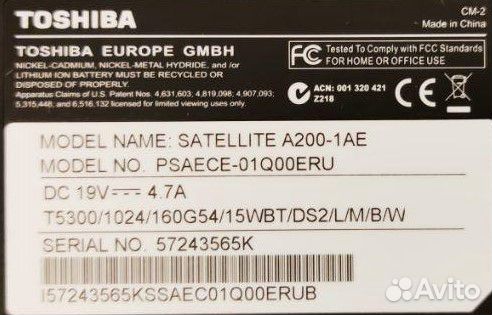 TOSHIBA
CM-2
Made in China
TOSHIBA EUROPE GMBH
NICKEL-CADMIUM, NICKEL-METAL HYDRIDE, and /or
LITHIUM ION BATTERY MUST BE RECYCLED OR
DISPOSED OF PROPERLY.
Apparatus Claims of U.S. Patent Nos. 4,631,603; 4,819,098; 4,907,093;
5,315,448; and 6,516,132 licensed for limited viewing uses only.
FC Tested To Comply with FCC Standards
FOR HOME OR OFFICE USE
ACN: 001 320 421
Z218
CE
MODEL NAME: SATELLITE A200-1AE
MODEL NO. PSAECE-01Q00ERU
DC 19V⎓ 4.7A
T5300/1024/160G54/15WBT/DS2/L/M/B/W
SERIAL NO. 57243565K
I57243565KSSAEC01Q00ERUB
Avito